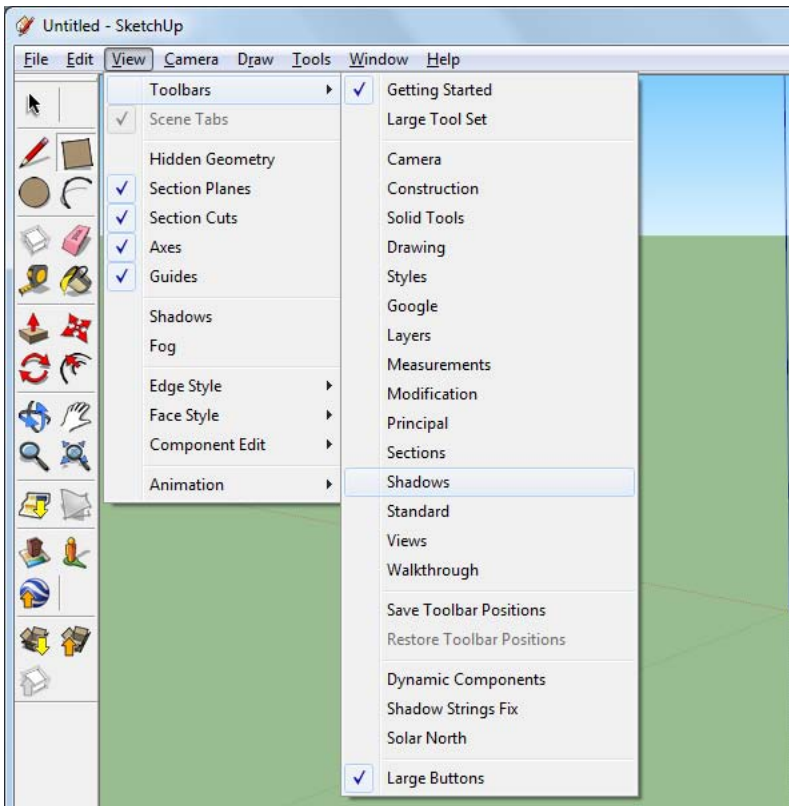 Untitled - SketchUp
File Edit View Camera Draw Tools Window Help
Toolbars
Scene Tabs
Hidden Geometry
Section Planes
Section Cuts
Axes
Guides
Shadows
Fog
Edge Style
Face Style
Component Edit
Animation
Getting Started
Large Tool Set
Camera
Construction
Solid Tools
Drawing
Styles
Google
Layers
Measurements
Modification
Principal
Sections
Shadows
Standard
Views
Walkthrough
Save Toolbar Positions
Restore Toolbar Positions
Dynamic Components
Shadow Strings Fix
Solar North
Large Buttons